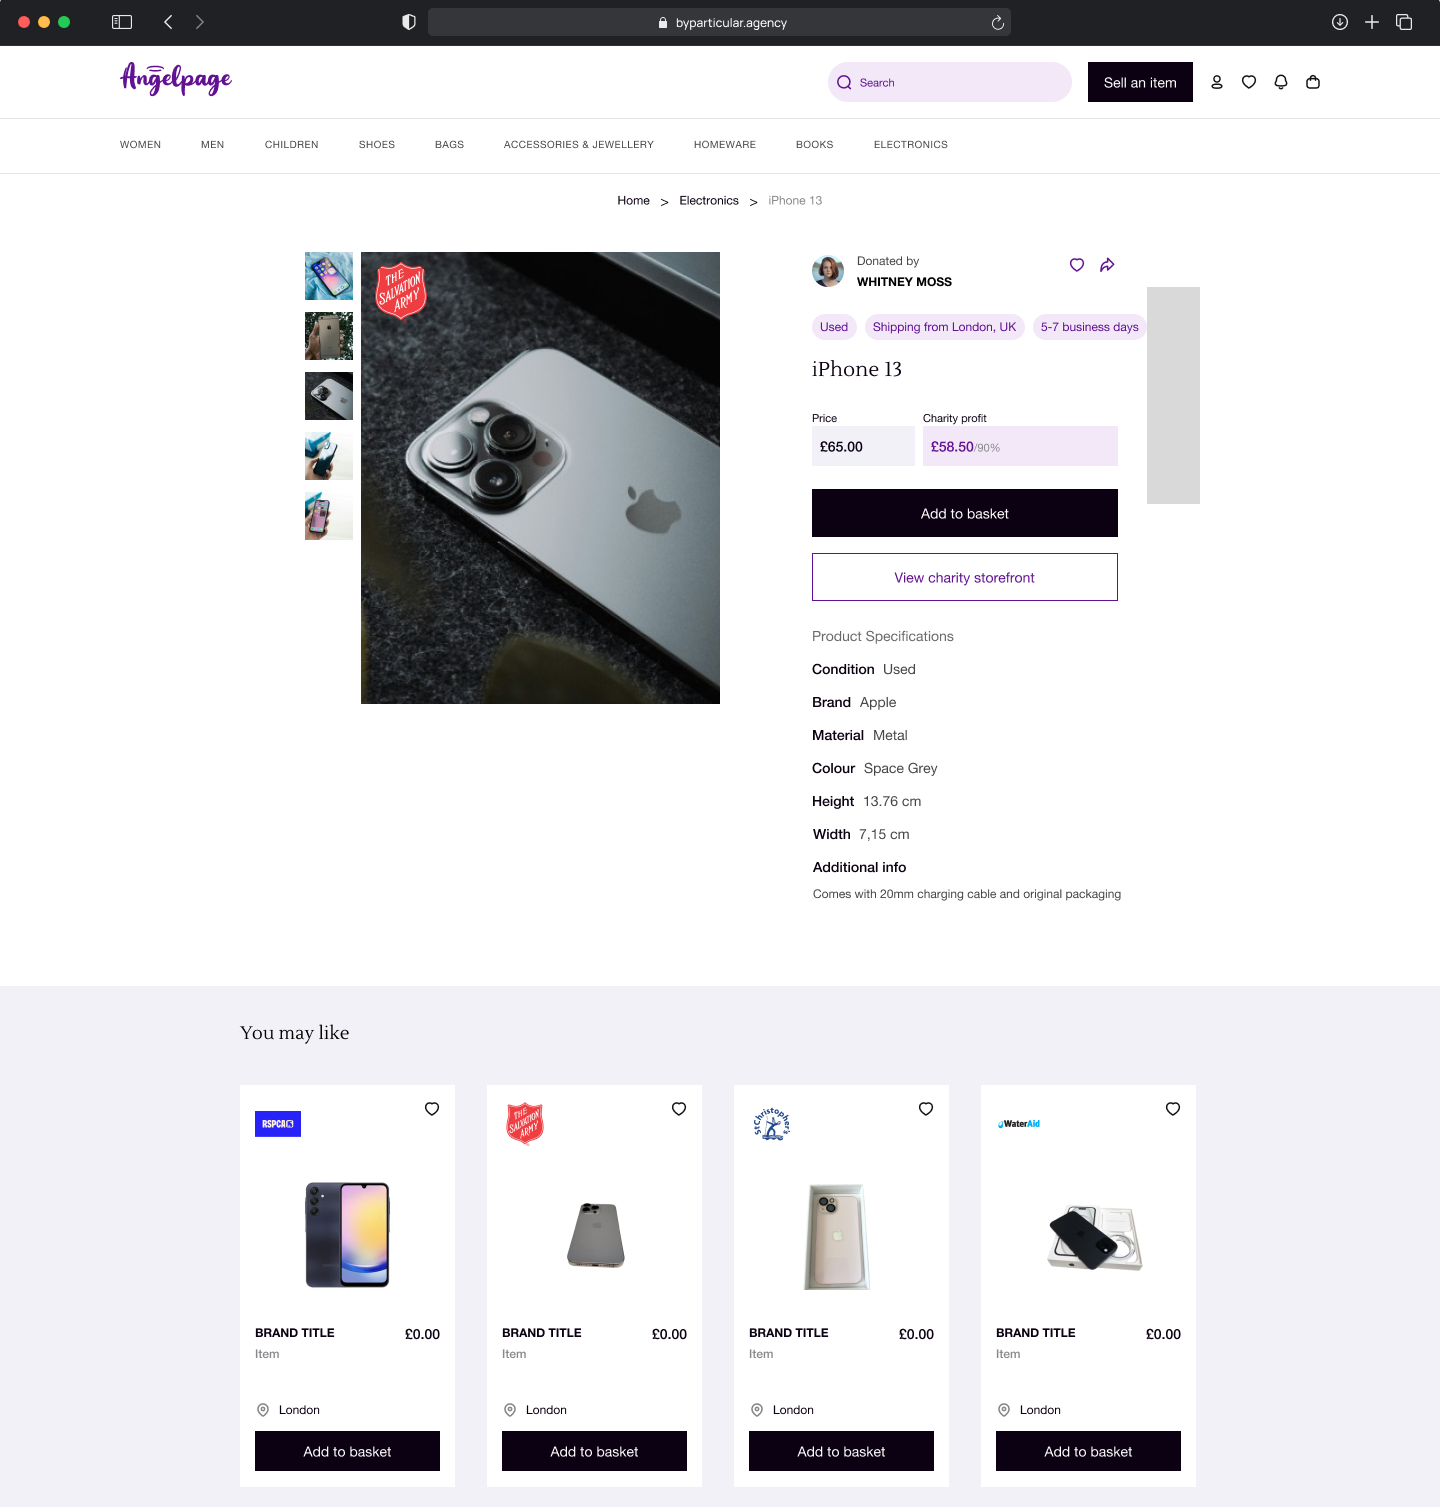 byparticular.agency
Angelpage
Search
Sell an item
WOMEN MEN CHILDREN SHOES BAGS ACCESSORIES & JEWELLERY HOMEWARE BOOKS ELECTRONICS
Home > Electronics > iPhone 13
THE SALVATION ARMY
Donated by
WHITNEY MOSS
Used Shipping from London, UK 5-7 business days
iPhone 13
Price Charity profit
£65.00 £58.50/90%
Add to basket
View charity storefront
Product Specifications
Condition Used
Brand Apple
Material Metal
Colour Space Grey
Height 13.76 cm
Width 7,15 cm
Additional info
Comes with 20mm charging cable and original packaging
You may like
RSPCA
THE SALVATION ARMY
StChristopher's
WaterAid
BRAND TITLE £0.00 BRAND TITLE £0.00 BRAND TITLE £0.00 BRAND TITLE £0.00
Item Item Item Item
London London London London
Add to basket Add to basket Add to basket Add to basket